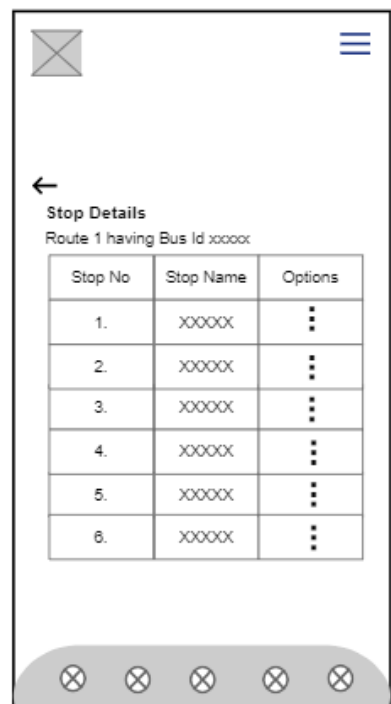 Stop Details
Route 1 having Bus Id xxxxx
Stop No Stop Name Options
1. XXXXX
2. XXXXX
3. XXXXX
4. XXXXX
5. XXXXX
6. XXXXX